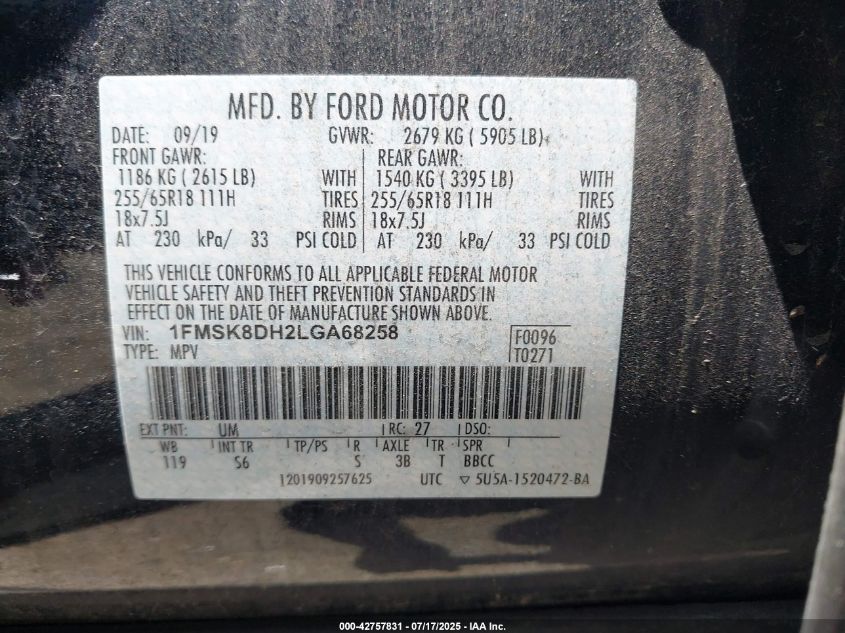 MFD. BY FORD MOTOR CO.
DATE: 09/19 GVWR: 2679 KG ( 5905 LB)
FRONT GAWR: REAR GAWR:
1186 KG ( 2615 LB) WITH 1540 KG ( 3395 LB) WITH
255/65R18 111H TIRES 255/65R18 111H TIRES
18x7.5J RIMS 18x7.5J RIMS
AT 230 kPa/ 33 PSI COLD AT 230 kPa/ 33 PSI COLD
THIS VEHICLE CONFORMS TO ALL APPLICABLE FEDERAL MOTOR
VEHICLE SAFETY AND THEFT PREVENTION STANDARDS IN
EFFECT ON THE DATE OF MANUFACTURE SHOWN ABOVE.
VIN: 1FMSK8DH2LGA68258 F0096
TYPE: MPV T0271
EXT PNT: UM RC: 27 DSO:
WB INT TR TP/PS R AXLE TR SPR
119 S6 S 3B T BBCC
1201909257625 UTC ▽ 5U5A-1520472-BA
000-42757831 / 07/17/2025 - IAA Inc.